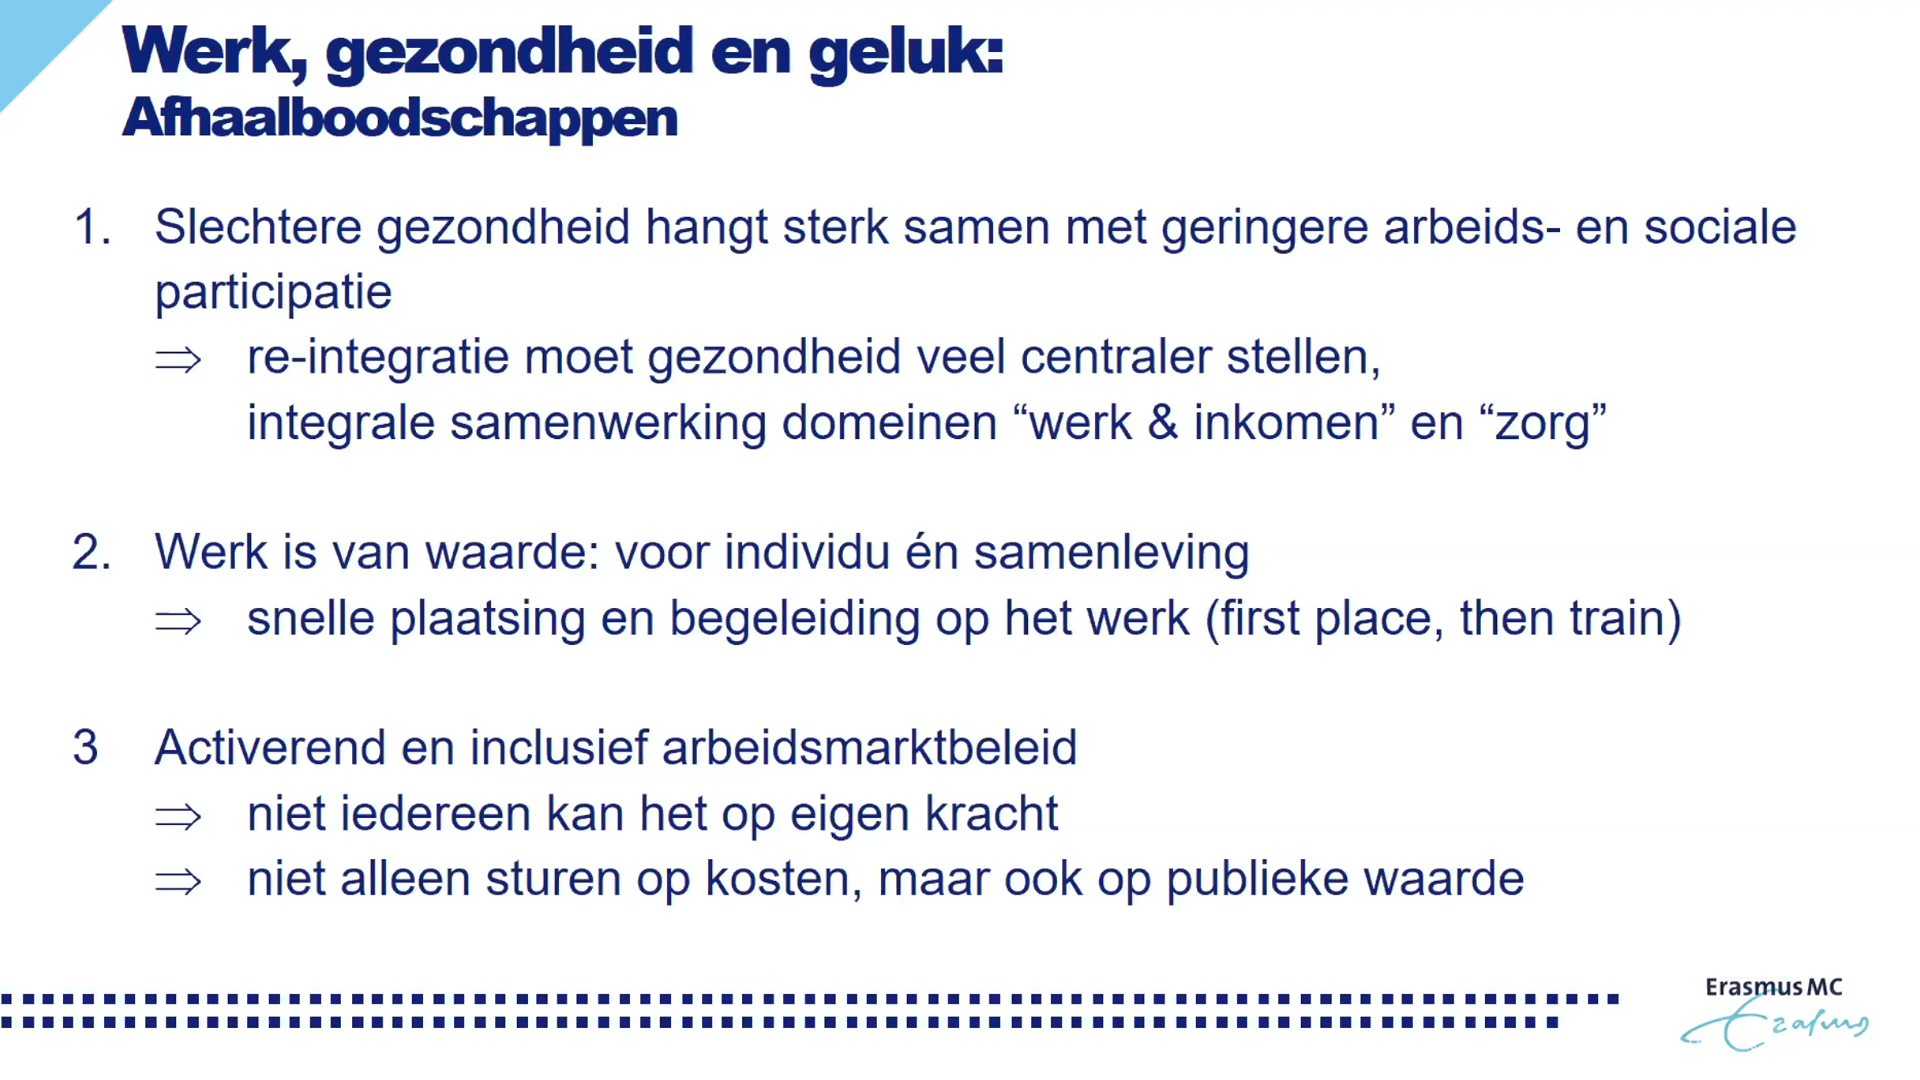 Werk, gezondheid en geluk:
Afhaalboodschappen
1. Slechtere gezondheid hangt sterk samen met geringere arbeids- en sociale
participatie
⇒ re-integratie moet gezondheid veel centraler stellen,
integrale samenwerking domeinen “werk & inkomen” en “zorg”
2. Werk is van waarde: voor individu én samenleving
⇒ snelle plaatsing en begeleiding op het werk (first place, then train)
3 Activerend en inclusief arbeidsmarktbeleid
⇒ niet iedereen kan het op eigen kracht
⇒ niet alleen sturen op kosten, maar ook op publieke waarde
Erasmus MC
Erasmus